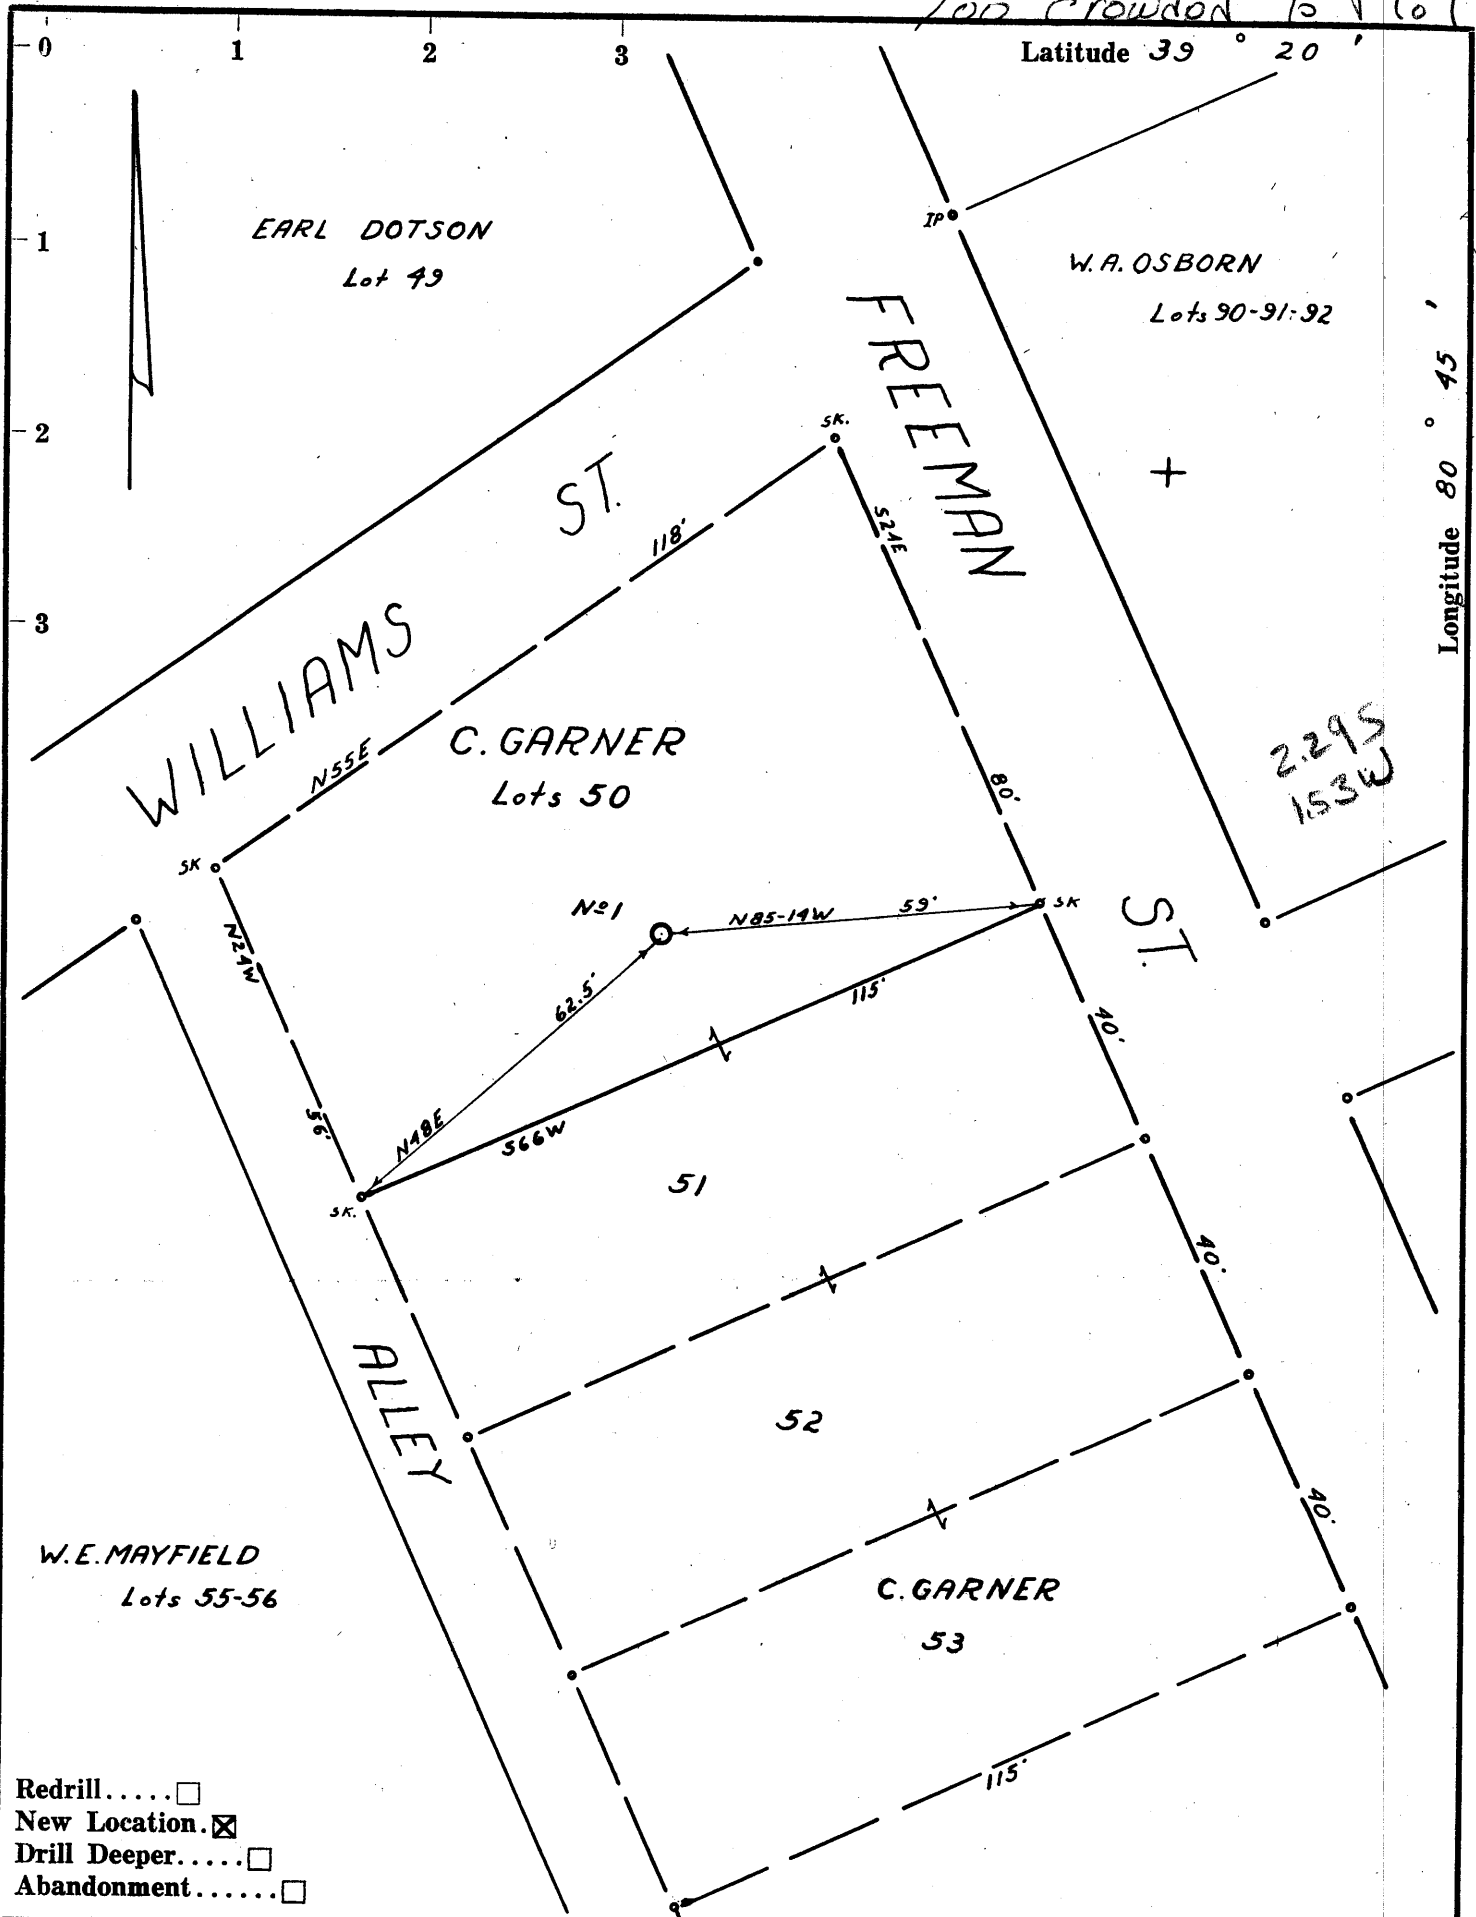 Latitude 39° 20'
0 1 2 3
1
2
3
EARL DOTSON
Lot 49
IP
W. A. OSBORN
Lots 90-91-92
Longitude 80° 45'
FREEMAN
ST.
SK.
S24E
80'
WILLIAMS
ST.
118'
N55E
C. GARNER
Lots 50
2.29S
1.53W
SK
N24W
56'
Nº1
N85-14W
59'
SK
62.5'
N48E
115'
S66W
SK.
40'
51
40'
52
40'
ALLEY
W. E. MAYFIELD
Lots 55-56
C. GARNER
53
115'
Redrill.....☐
New Location.☒
Drill Deeper.....☐
Abandonment......☐